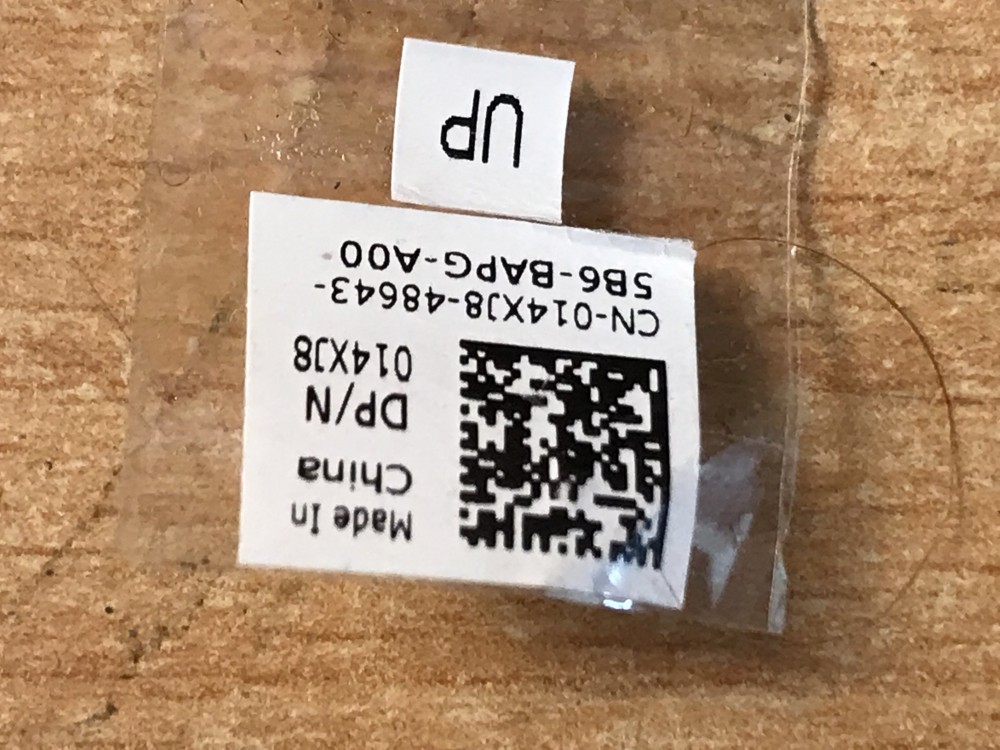 Made In
China
DP/N
014XJ8
CN-014XJ8-48643-
5B6-BAPG-A00
UP